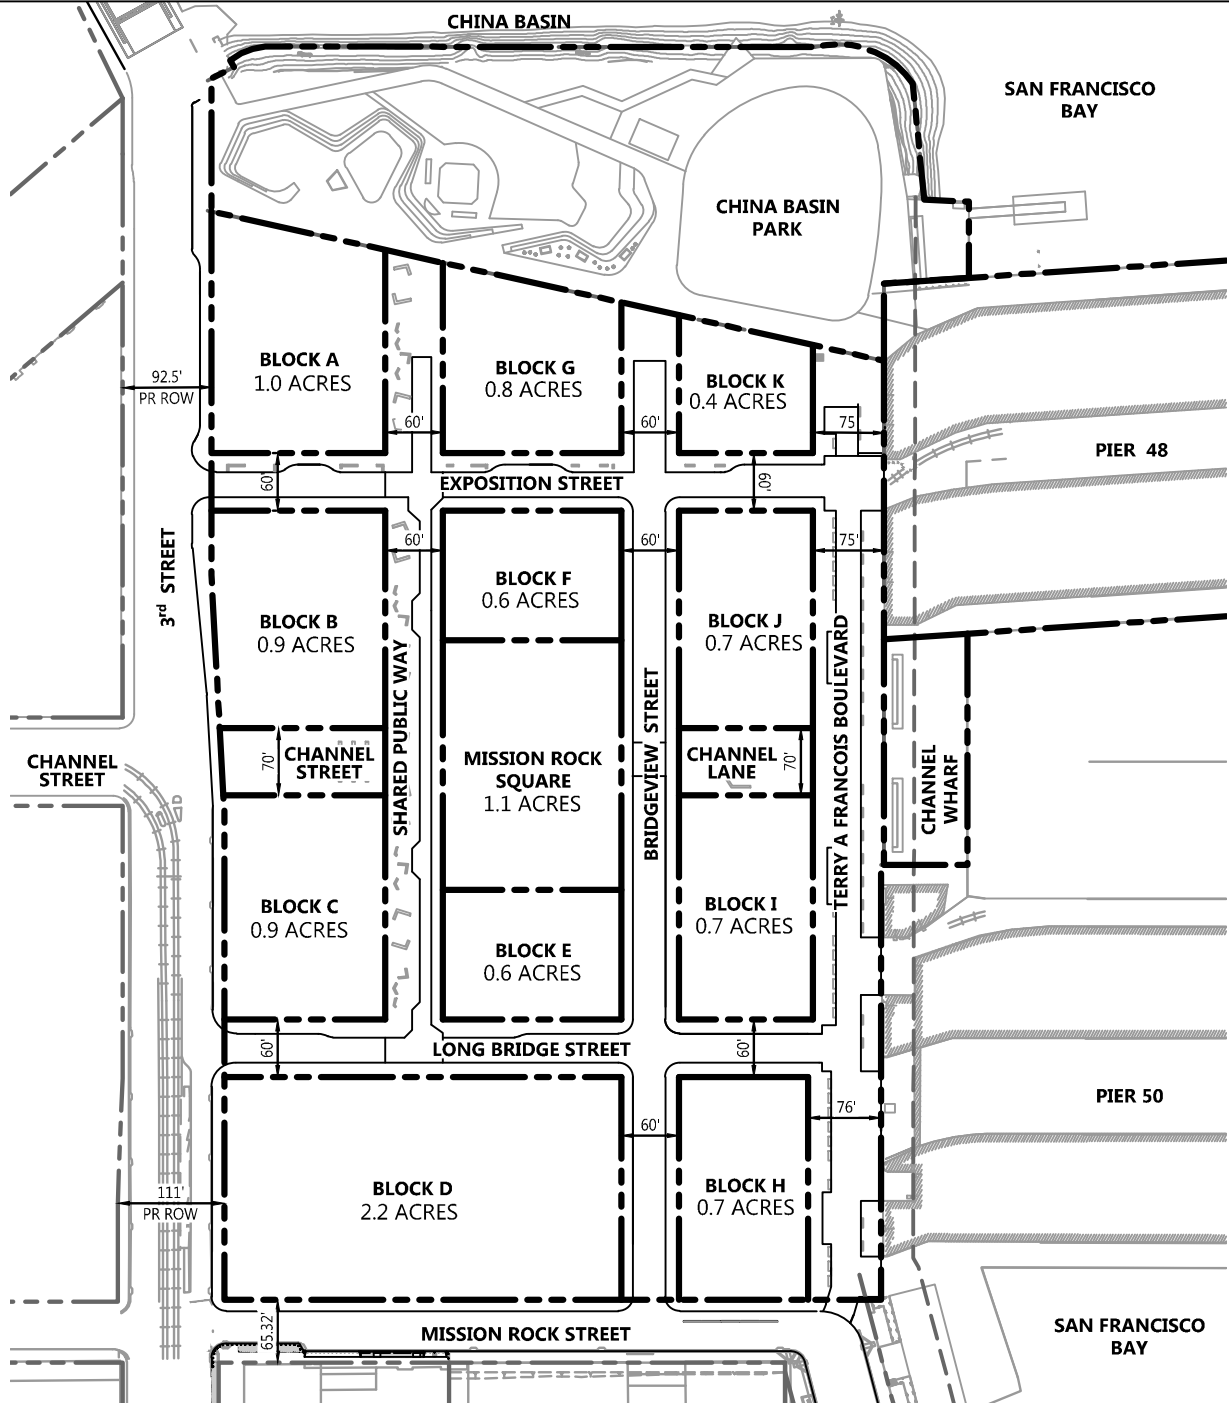 CHINA BASIN
SAN FRANCISCO
BAY
CHINA BASIN
PARK
BLOCK A
1.0 ACRES
BLOCK G
0.8 ACRES
BLOCK K
0.4 ACRES
92.5'
PR ROW
60'
60'
75
PIER 48
60'
EXPOSITION STREET
60'
3rd STREET
60'
60'
75'
BLOCK F
0.6 ACRES
BLOCK B
0.9 ACRES
BLOCK J
0.7 ACRES
SHARED PUBLIC WAY
BRIDGEVIEW STREET
TERRY A FRANCOIS BOULEVARD
CHANNEL
STREET
70'
CHANNEL
STREET
MISSION ROCK
SQUARE
1.1 ACRES
CHANNEL
LANE
70'
CHANNEL
WHARF
BLOCK C
0.9 ACRES
BLOCK I
0.7 ACRES
BLOCK E
0.6 ACRES
60'
LONG BRIDGE STREET
60'
PIER 50
76'
60'
BLOCK D
2.2 ACRES
BLOCK H
0.7 ACRES
111'
PR ROW
65.32'
MISSION ROCK STREET
SAN FRANCISCO
BAY